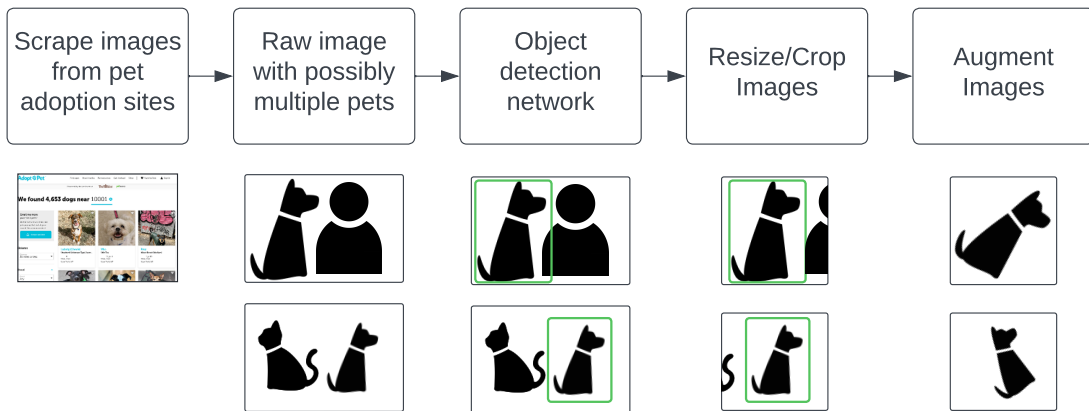 Scrape images
from pet
adoption sites
Raw image
with possibly
multiple pets
Object
detection
network
Resize/Crop
Images
Augment
Images
Adopt a Pet
We found 4,653 dogs near 10001